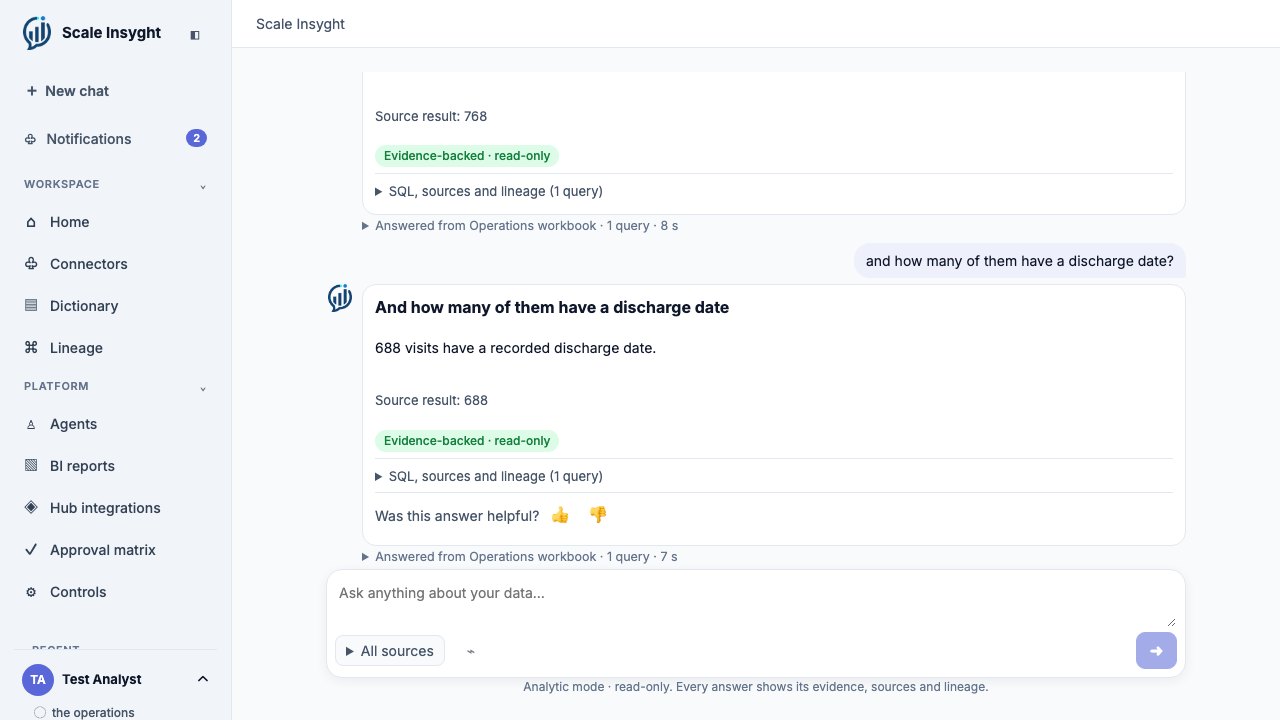 Scale Insyght
New chat
Notifications
2
WORKSPACE
Home
Connectors
Dictionary
Lineage
PLATFORM
Agents
BI reports
Hub integrations
Approval matrix
Controls
TA
Test Analyst
the operations
Scale Insyght
Source result: 768
Evidence-backed · read-only
SQL, sources and lineage (1 query)
Answered from Operations workbook · 1 query · 8 s
and how many of them have a discharge date?
And how many of them have a discharge date
688 visits have a recorded discharge date.
Source result: 688
Evidence-backed · read-only
SQL, sources and lineage (1 query)
Was this answer helpful?
Answered from Operations workbook · 1 query · 7 s
Ask anything about your data...
All sources
Analytic mode · read-only. Every answer shows its evidence, sources and lineage.